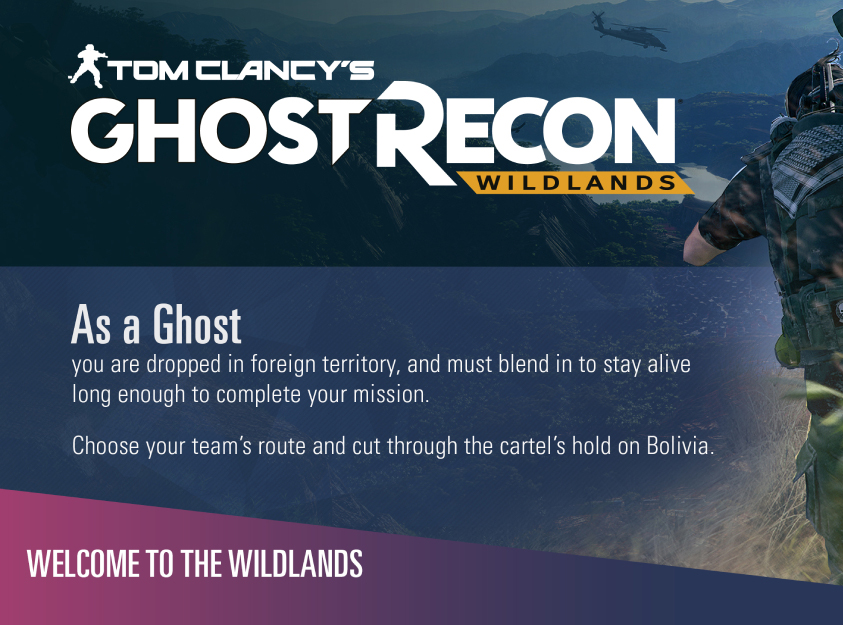 TOM CLANCY'S
GHOST RECON
WILDLANDS
As a Ghost
you are dropped in foreign territory, and must blend in to stay alive
long enough to complete your mission.
Choose your team's route and cut through the cartel's hold on Bolivia.
WELCOME TO THE WILDLANDS